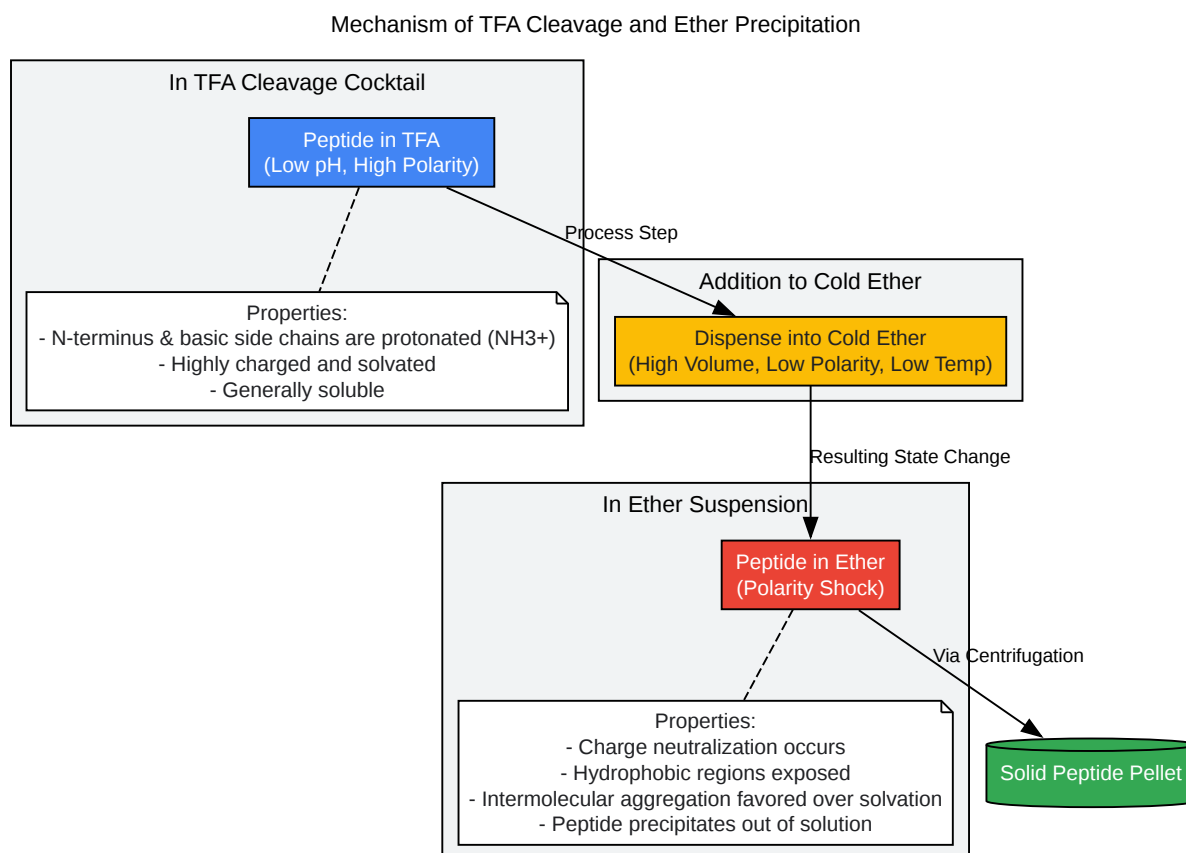 Mechanism of TFA Cleavage and Ether Precipitation
In TFA Cleavage Cocktail
Peptide in TFA
(Low pH, High Polarity)
Process Step
Properties:
- N-terminus & basic side chains are protonated (NH3+)
- Highly charged and solvated
- Generally soluble
Addition to Cold Ether
Dispense into Cold Ether
(High Volume, Low Polarity, Low Temp)
Resulting State Change
In Ether Suspension
Peptide in Ether
(Polarity Shock)
Via Centrifugation
Properties:
- Charge neutralization occurs
- Hydrophobic regions exposed
- Intermolecular aggregation favored over solvation
- Peptide precipitates out of solution
Solid Peptide Pellet